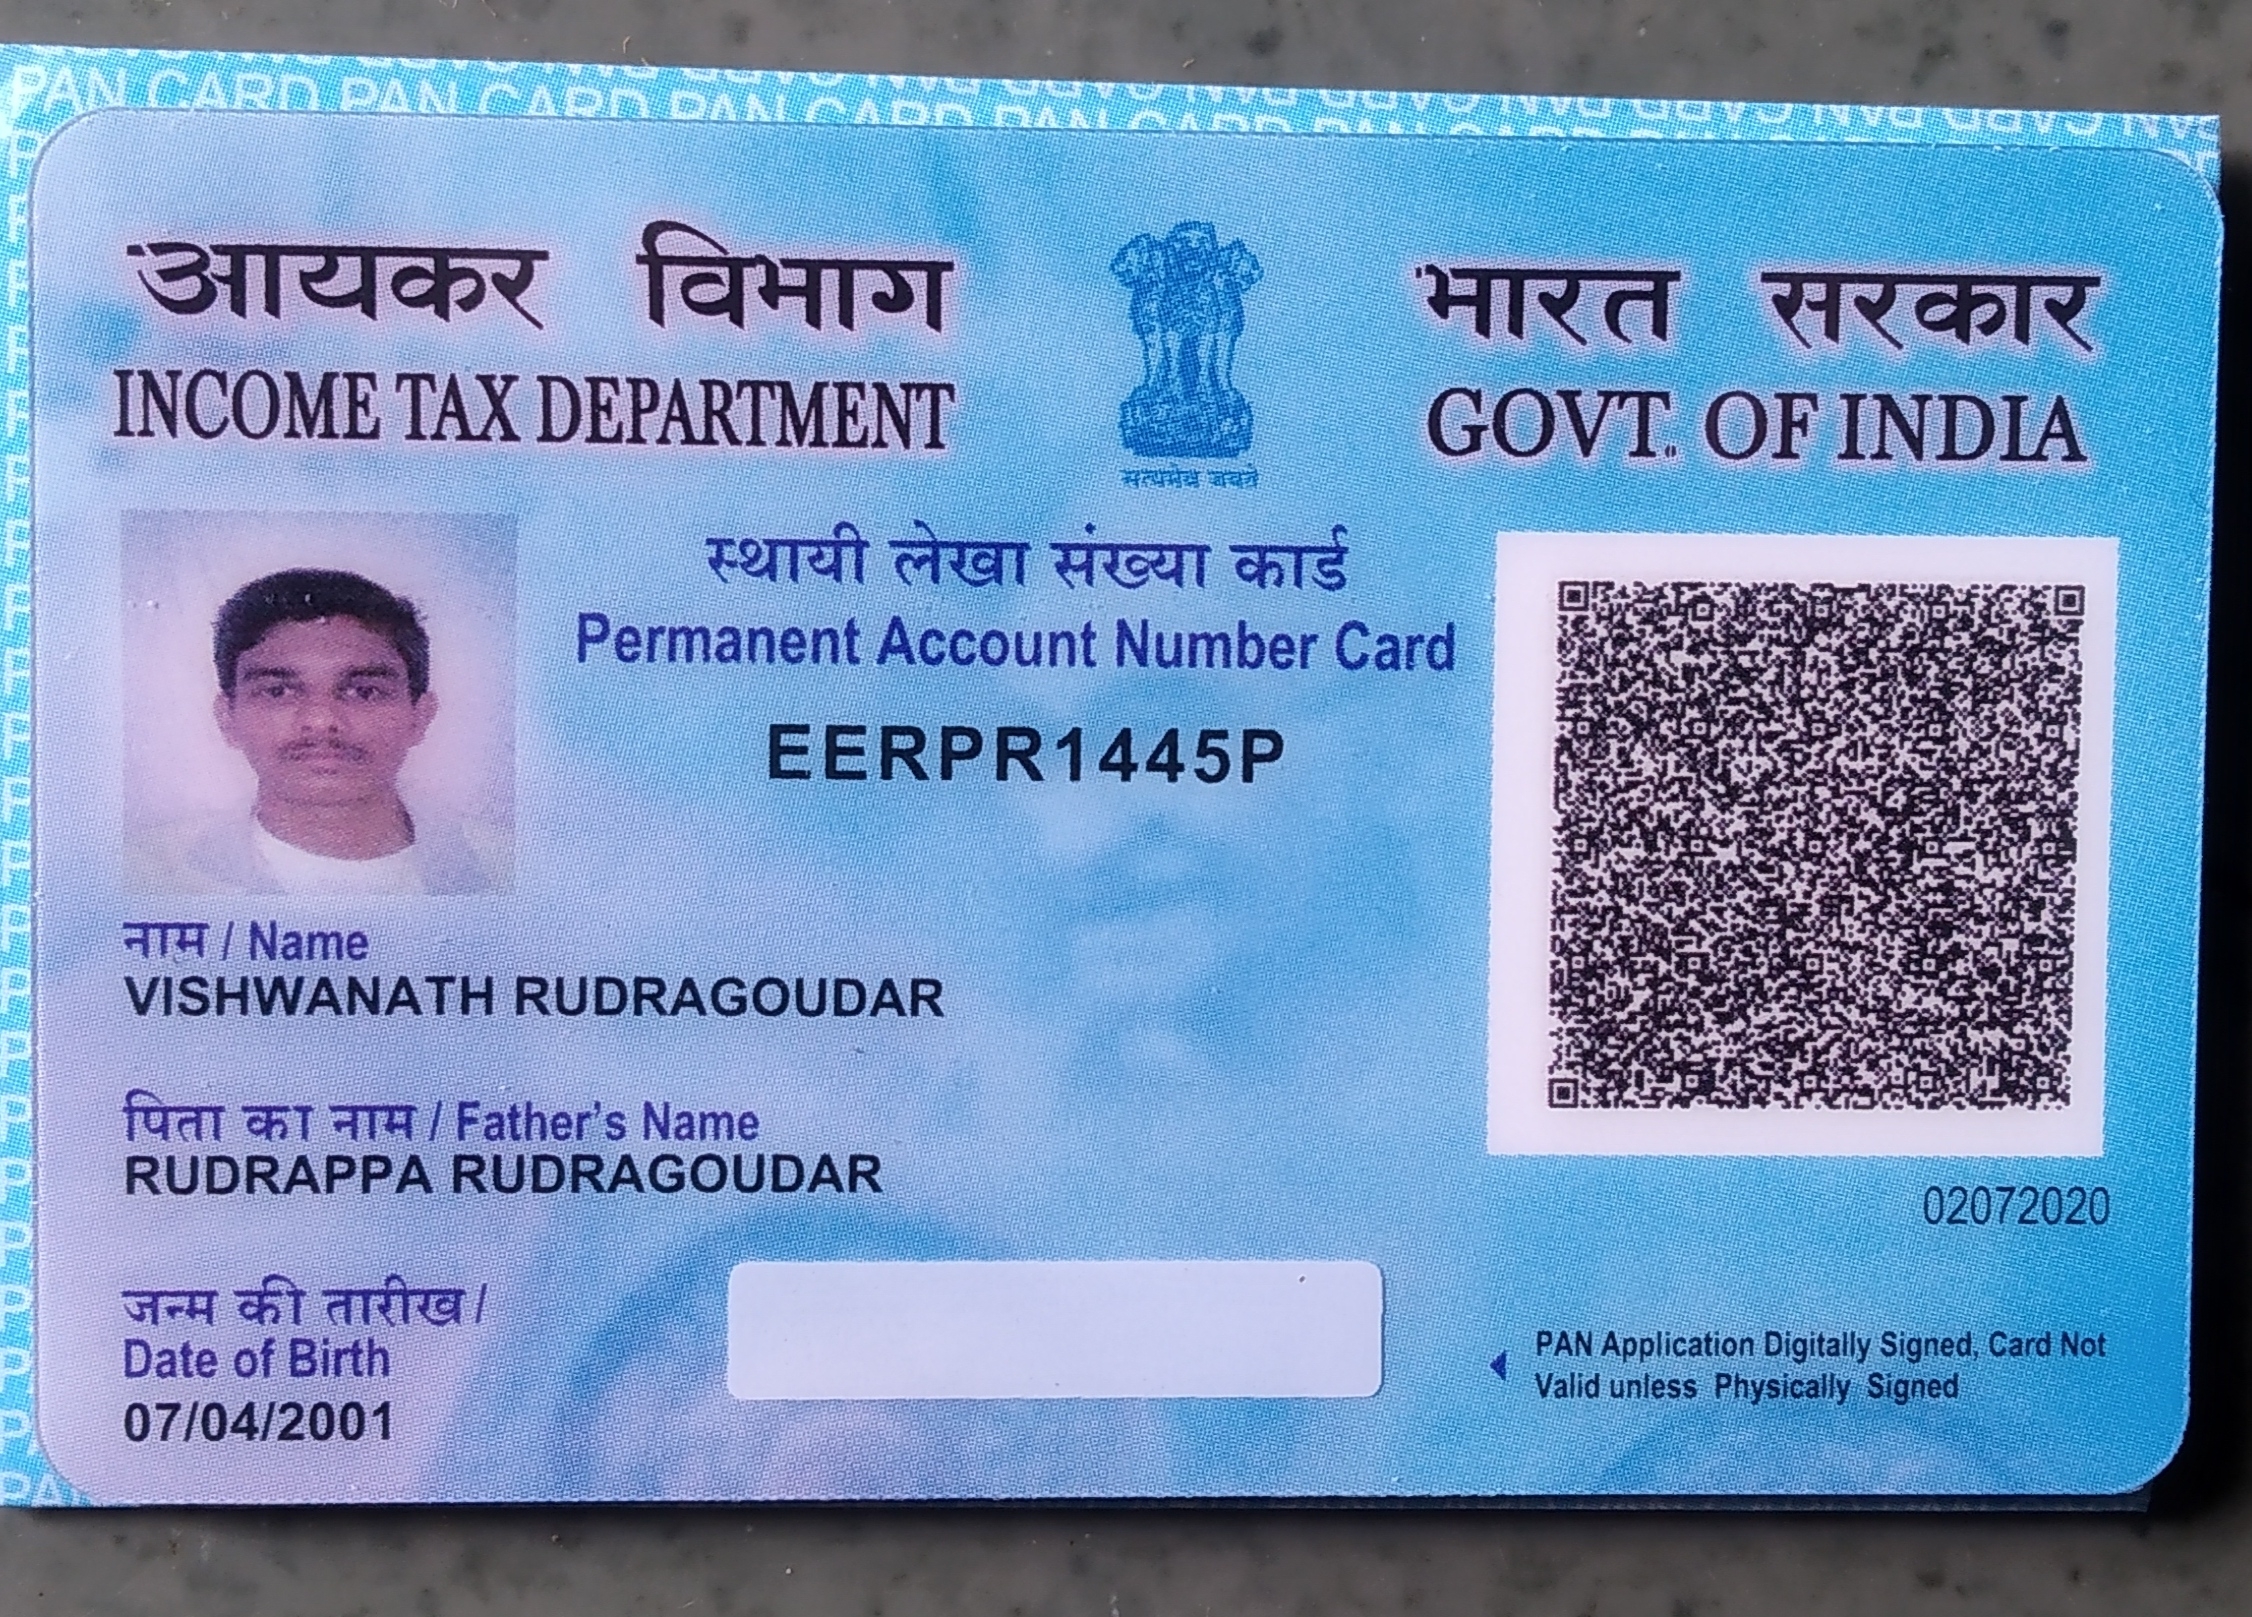 PAN CARD PAN CARD PAN CARD PAN CARD PAN CARD
आयकर विभाग
INCOME TAX DEPARTMENT
सत्यमेव जयते
भारत सरकार
GOVT. OF INDIA
स्थायी लेखा संख्या कार्ड
Permanent Account Number Card
EERPR1445P
नाम / Name
VISHWANATH RUDRAGOUDAR
पिता का नाम / Father's Name
RUDRAPPA RUDRAGOUDAR
02072020
जन्म की तारीख /
Date of Birth
07/04/2001
PAN Application Digitally Signed, Card Not
Valid unless Physically Signed